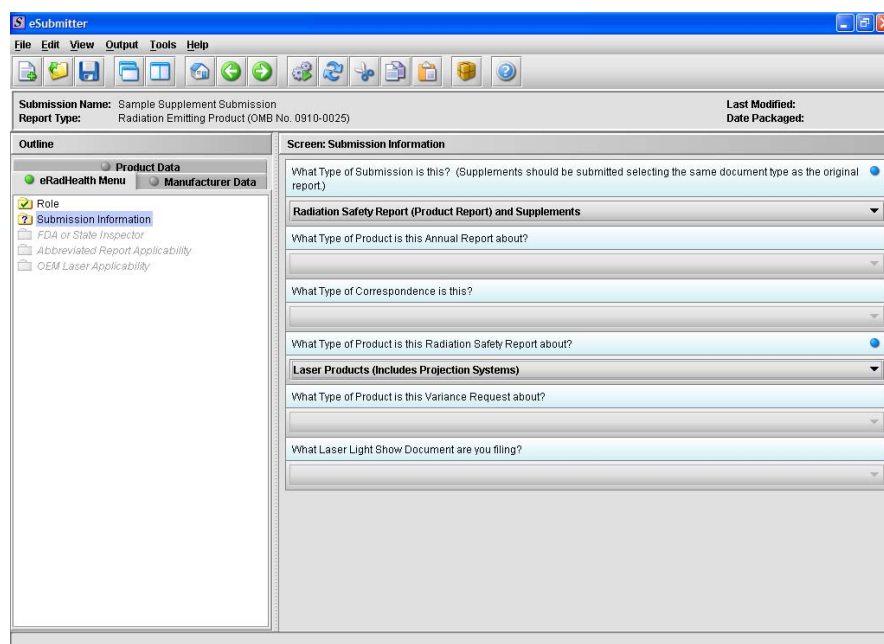 eSubmitter
File Edit View Output Tools Help
Submission Name: Sample Supplement Submission
Last Modified:
Report Type: Radiation Emitting Product (OMB No. 0910-0025)
Date Packaged:
Outline
Product Data
eRadHealth Menu
Manufacturer Data
Role
Submission Information
FDA or State Inspector
Abbreviated Report Applicability
OEM Laser Applicability
Screen: Submission Information
What Type of Submission is this? (Supplements should be submitted selecting the same document type as the original
report.)
Radiation Safety Report (Product Report) and Supplements
What Type of Product is this Annual Report about?
What Type of Correspondence is this?
What Type of Product is this Radiation Safety Report about?
Laser Products (Includes Projection Systems)
What Type of Product is this Variance Request about?
What Laser Light Show Document are you filing?